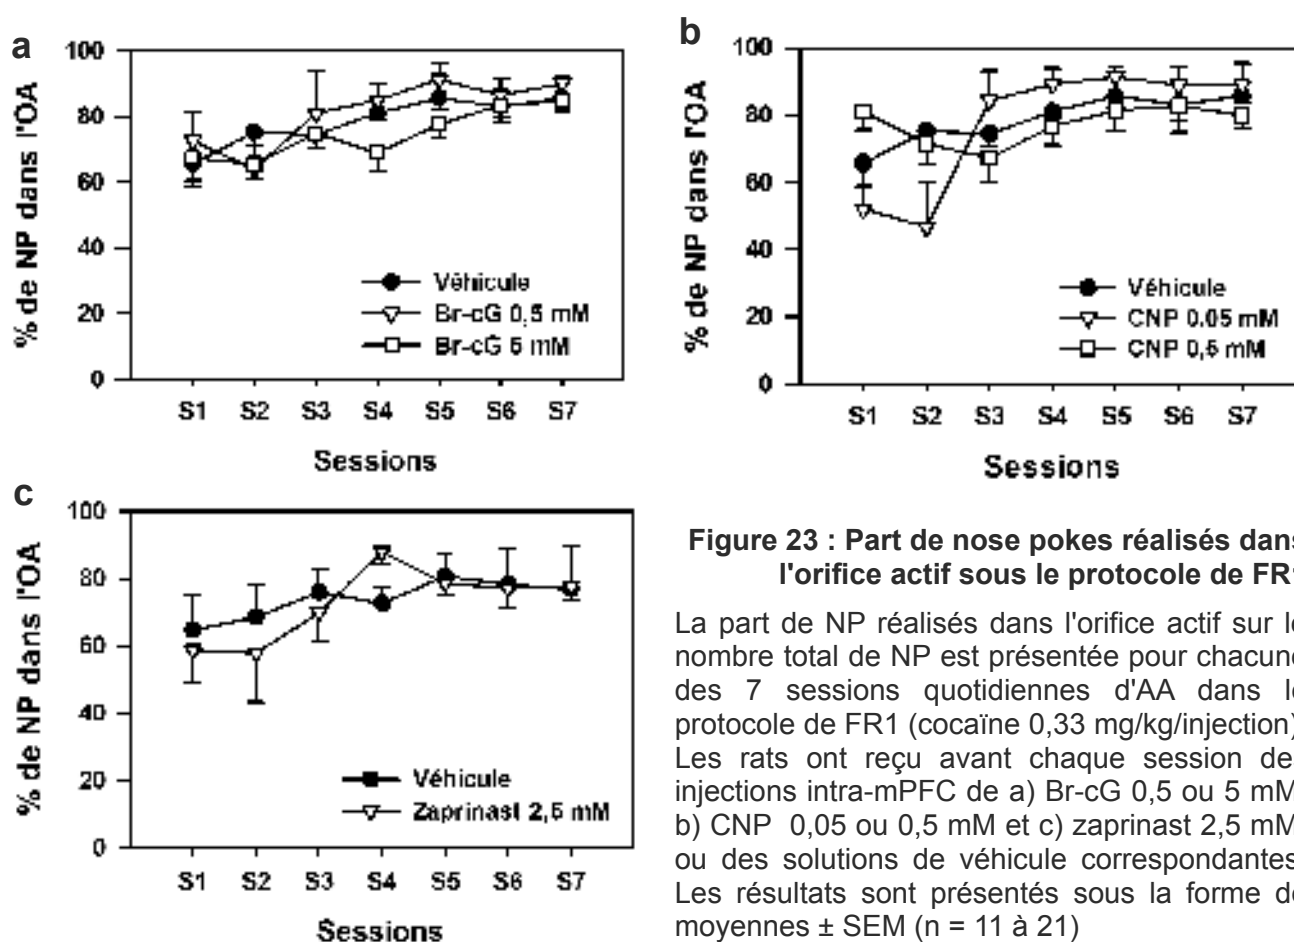 a
100
80
60
40
20
0
% de NP dans l'OA
Véhicule
Br-cG 0,5 mM
Br-cG 5 mM
S1 S2 S3 S4 S5 S6 S7
Sessions
b
100
80
60
40
20
0
% de NP dans l'OA
Véhicule
CNP 0.05 mM
CNP 0,5 mM
S1 S2 S3 S4 S5 S6 S7
Sessions
c
100
80
60
40
20
0
% de NP dans l'OA
Véhicule
Zaprinast 2,5 mM
S1 S2 S3 S4 S5 S6 S7
Sessions
Figure 23 : Part de nose pokes réalisés dans
l'orifice actif sous le protocole de
La part de NP réalisés dans l'orifice actif sur
nombre total de NP est présentée pour
des 7 sessions quotidiennes d'AA dans
protocole de FR1 (cocaïne 0,33 mg/kg/injection)
Les rats ont reçu avant chaque session
injections intra-mPFC de a) Br-cG 0,5 ou 5 mM
b) CNP 0,05 ou 0,5 mM et c) zaprinast 2,5 mM
ou des solutions de véhicule correspondantes
Les résultats sont présentés sous la forme
moyennes ± SEM (n = 11 à 21)